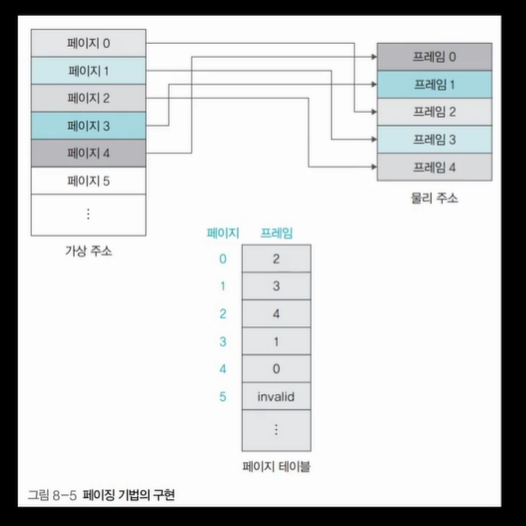 페이지 0
페이지 1
페이지 2
페이지 3
페이지 4
페이지 5
⋮
가상 주소
프레임 0
프레임 1
프레임 2
프레임 3
프레임 4
물리 주소
페이지 프레임
0 2
1 3
2 4
3 1
4 0
5 invalid
⋮
페이지 테이블
그림 8-5 페이징 기법의 구현